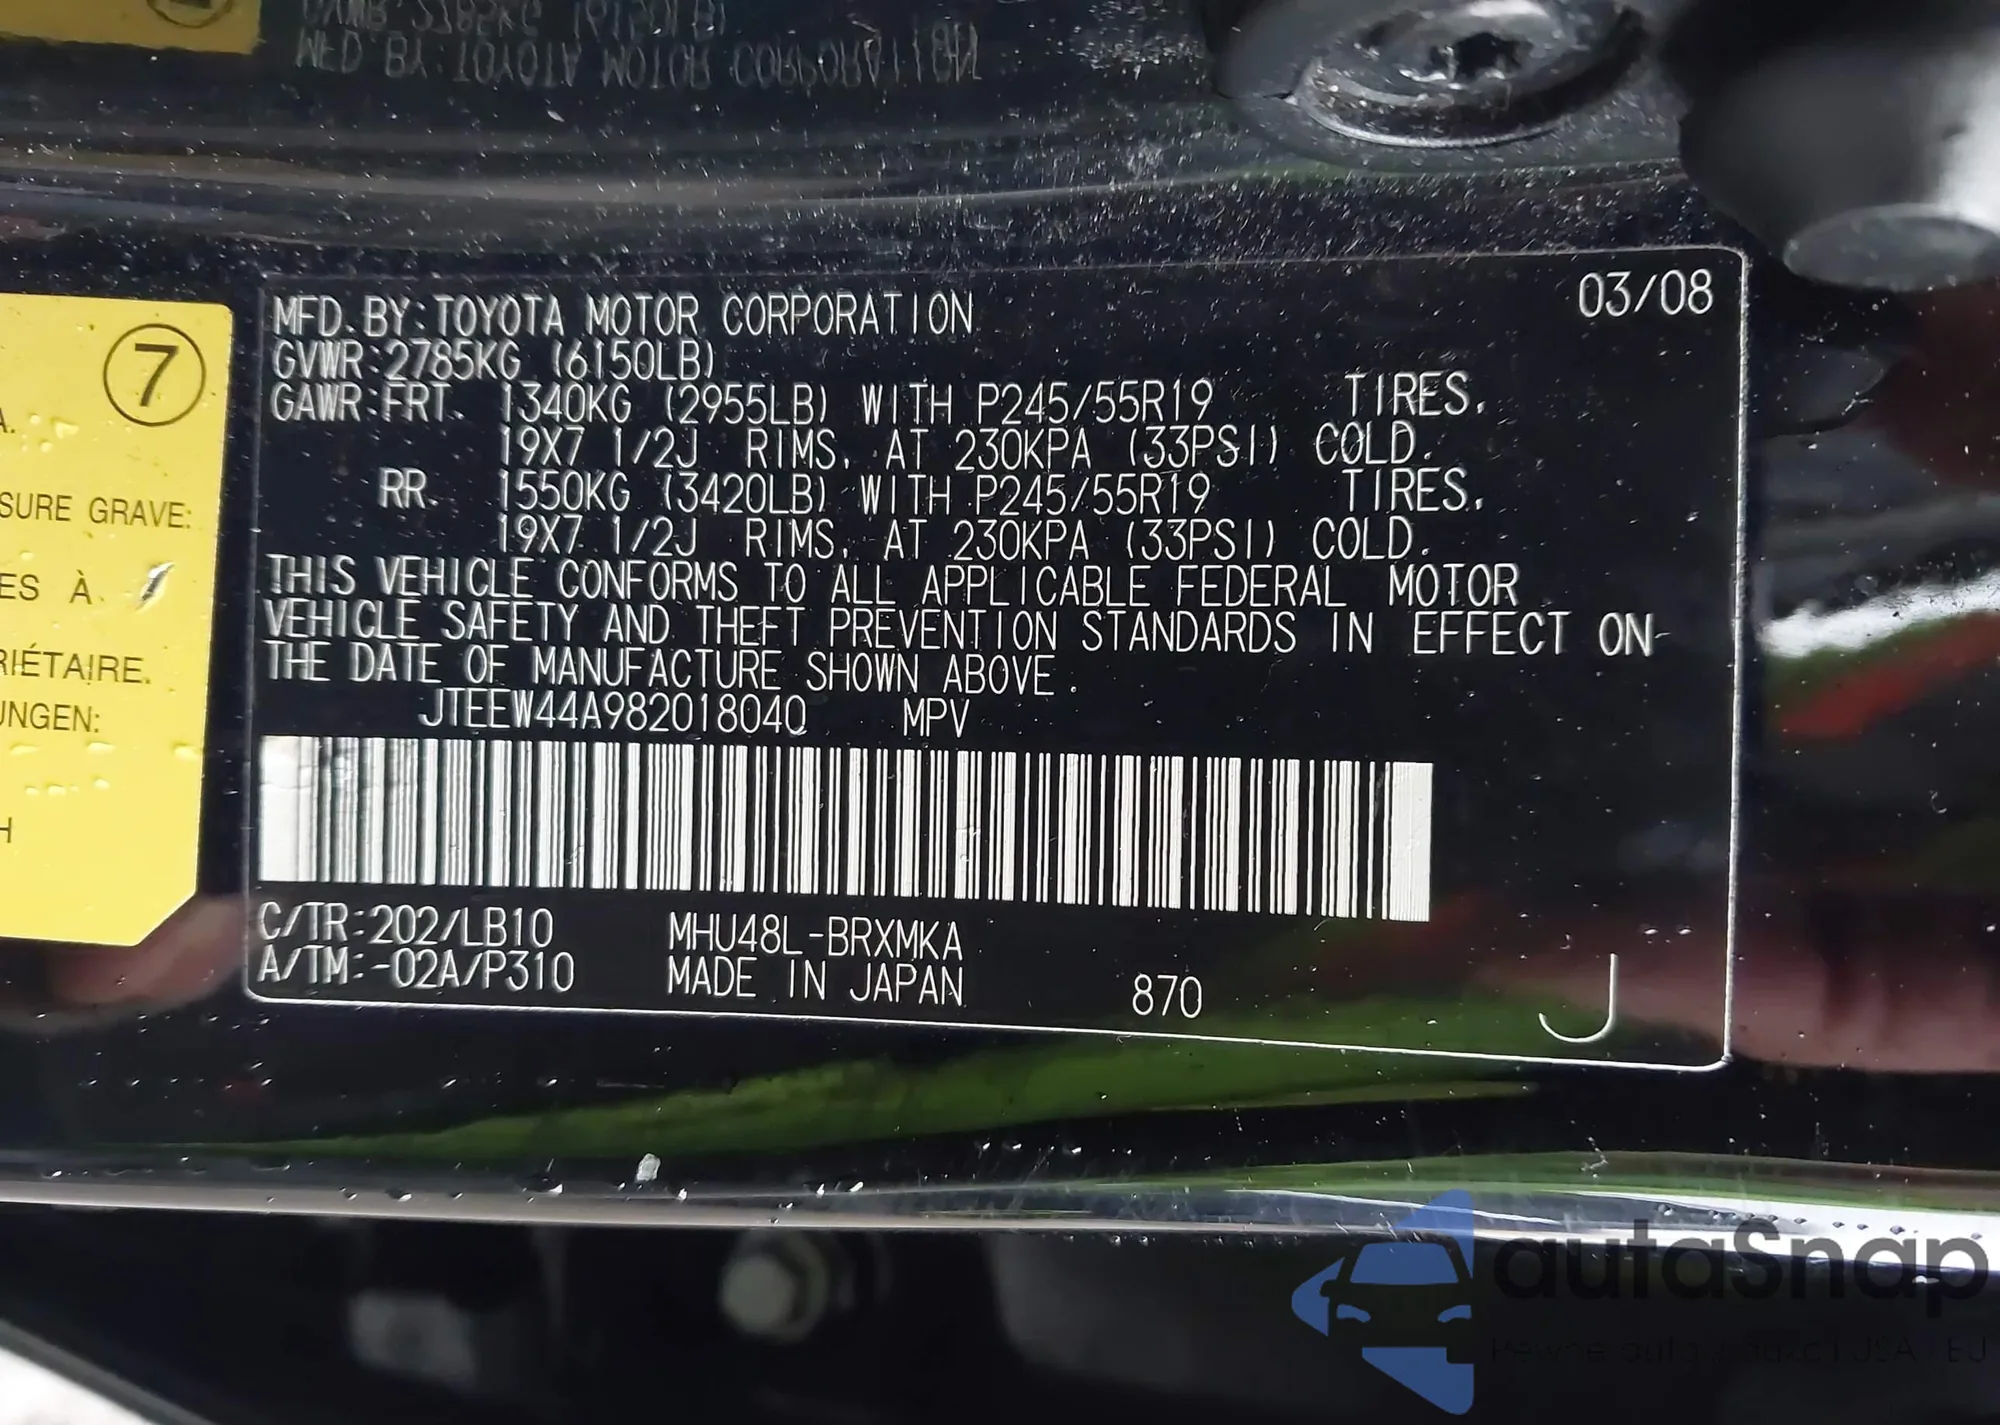 MFD BY:TOYOTA MOTOR CORPORATION
7
A.
SURE GRAVE:
ES À
RIÉTAIRE.
UNGEN:
H
03/08
MFD. BY:TOYOTA MOTOR CORPORATION
GVWR:2785KG (6150LB)
GAWR:FRT. 1340KG (2955LB) WITH P245/55R19 TIRES,
19X7 1/2J RIMS, AT 230KPA (33PSI) COLD.
RR. 1550KG (3420LB) WITH P245/55R19 TIRES,
19X7 1/2J RIMS, AT 230KPA (33PSI) COLD.
THIS VEHICLE CONFORMS TO ALL APPLICABLE FEDERAL MOTOR
VEHICLE SAFETY AND THEFT PREVENTION STANDARDS IN EFFECT ON
THE DATE OF MANUFACTURE SHOWN ABOVE.
JTEEW44A982018040 MPV
C/TR:202/LB10 MHU48L-BRXMKA
A/TM:-02A/P310 MADE IN JAPAN 870 J
autaSnap